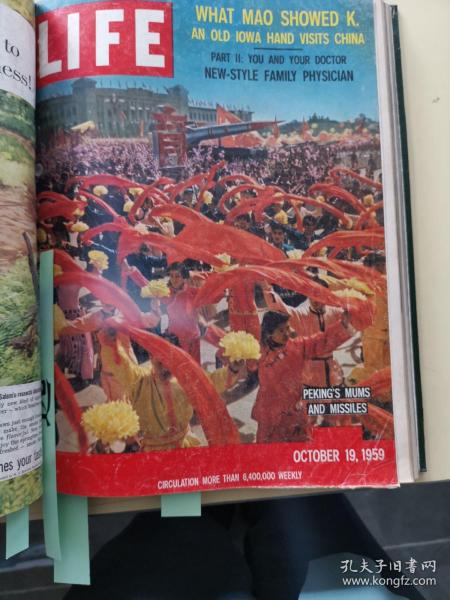 to
ness!
LIFE
WHAT MAO SHOWED K.
AN OLD IOWA HAND VISITS CHINA
PART II: YOU AND YOUR DOCTOR
NEW-STYLE FAMILY PHYSICIAN
PEKING'S MUMS
AND MISSILES
OCTOBER 19, 1959
CIRCULATION MORE THAN 6,400,000 WEEKLY
孔夫子旧书网
www.kongfz.com